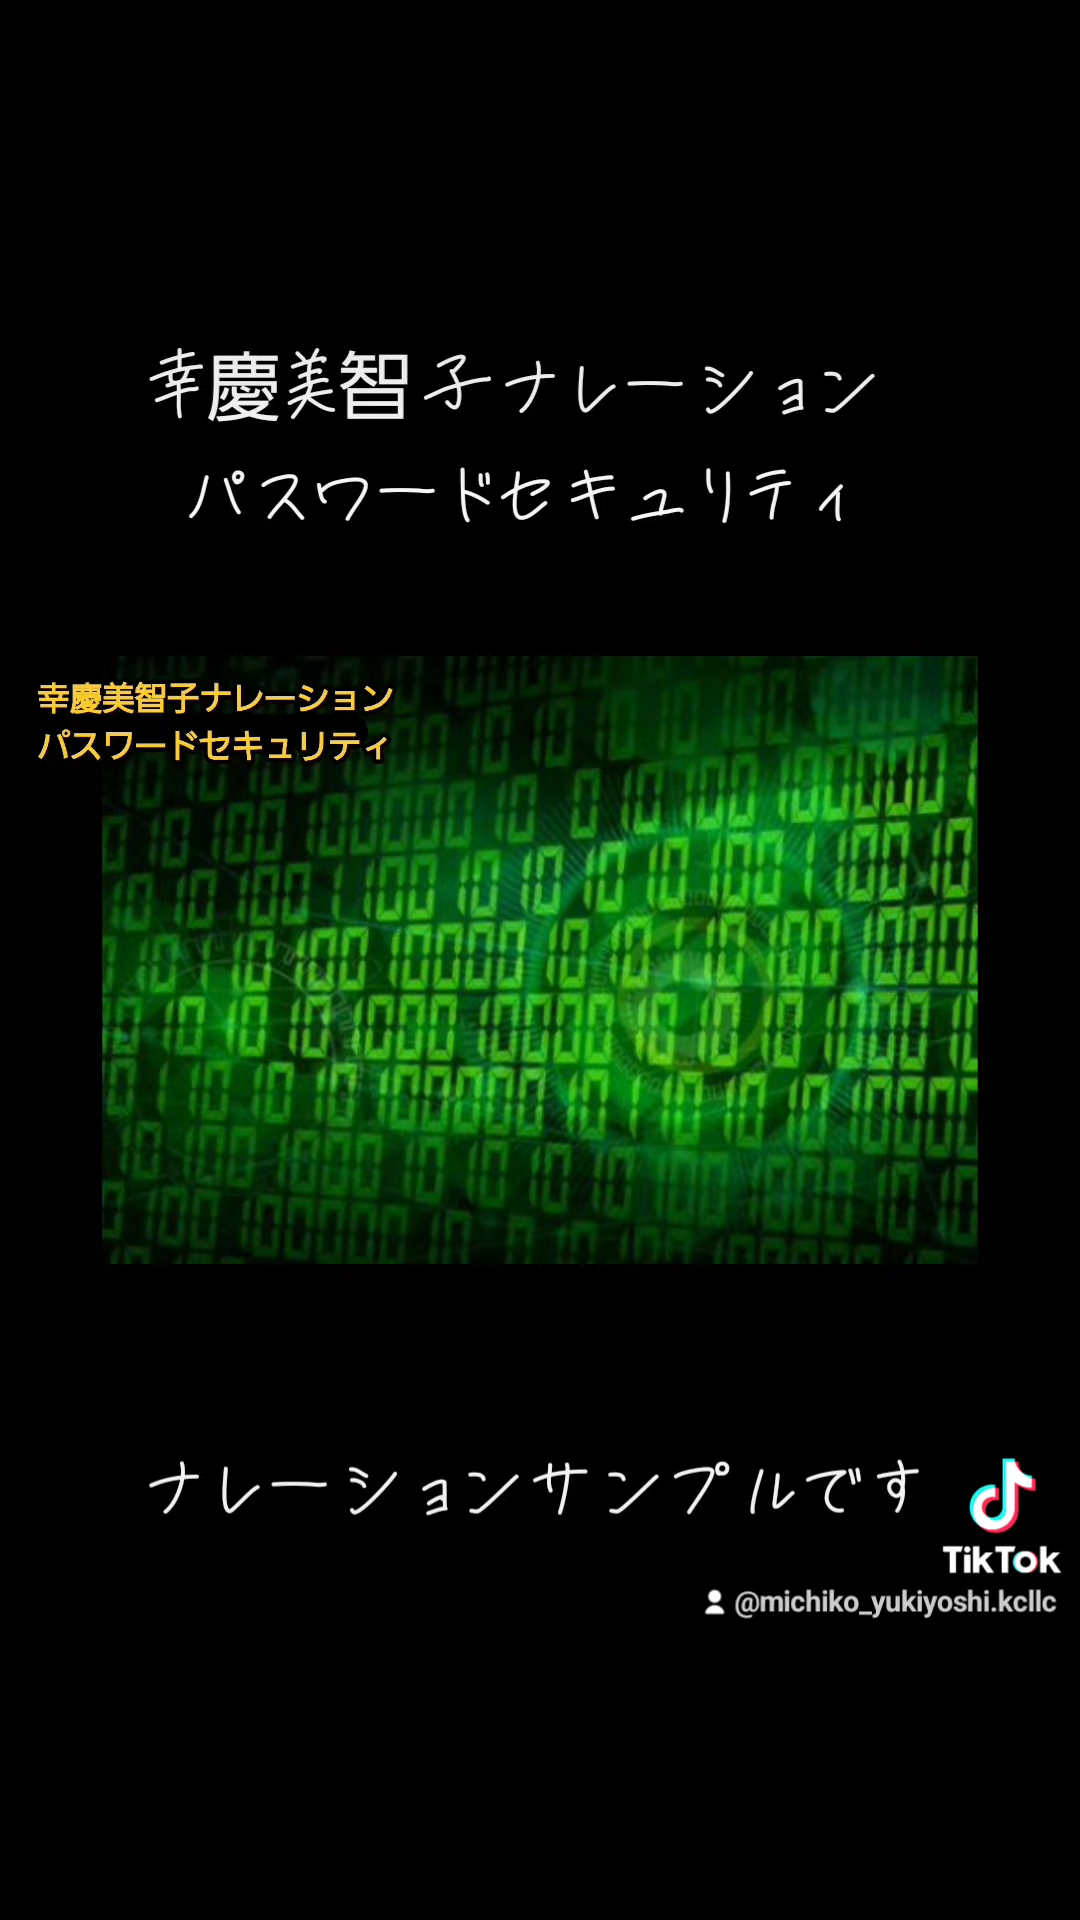 幸慶美智子ナレーション
パスワードセキュリティ
幸慶美智子ナレーション
パスワードセキュリティ
ナレーションサンプルです
TikTok
@michiko_yukiyoshi.kcllc